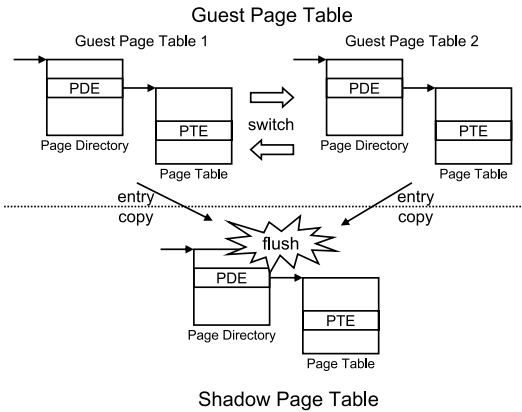 Guest Page Table
Guest Page Table 1
Guest Page Table 2
PDE
PDE
switch
PTE
PTE
Page Directory
Page Directory
Page Table
Page Table
entry
copy
entry
copy
flush
PDE
PTE
Page Directory
Page Table
Shadow Page Table